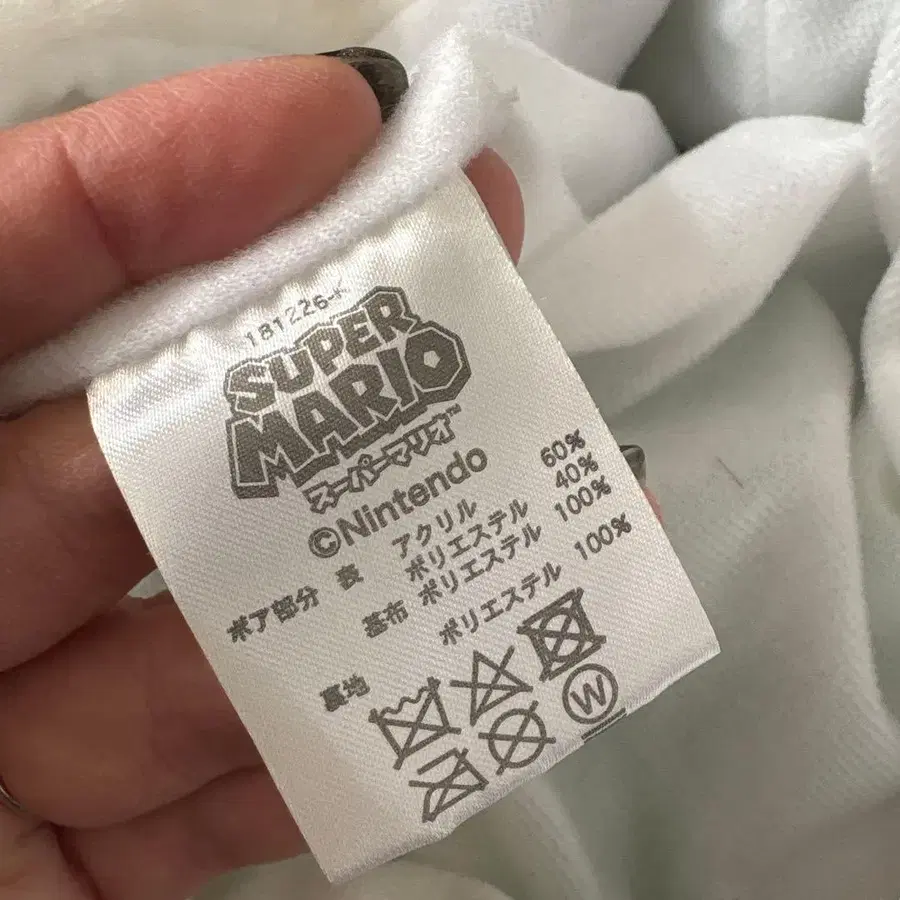 181226-K
SUPER
MARIO™
スーパーマリオ
©Nintendo
ボア部分 表 アクリル 60%
ポリエステル 40%
基布 ポリエステル 100%
裏地 ポリエステル 100%
W